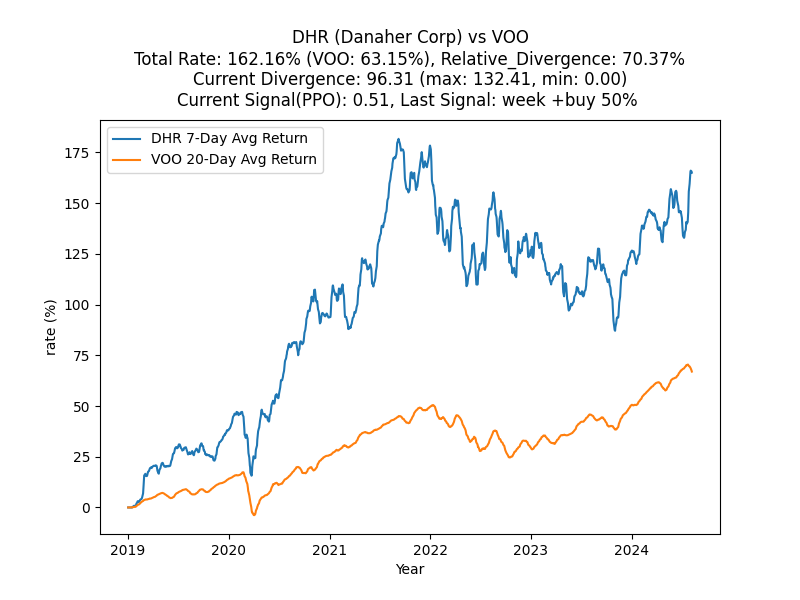 DHR (Danaher Corp) vs VOO
Total Rate: 162.16% (VOO: 63.15%), Relative_Divergence: 70.37%
Current Divergence: 96.31 (max: 132.41, min: 0.00)
Current Signal(PPO): 0.51, Last Signal: week +buy 50%
DHR 7-Day Avg Return
VOO 20-Day Avg Return
rate (%)
175
150
125
100
75
50
25
0
2019 2020 2021 2022 2023 2024
Year